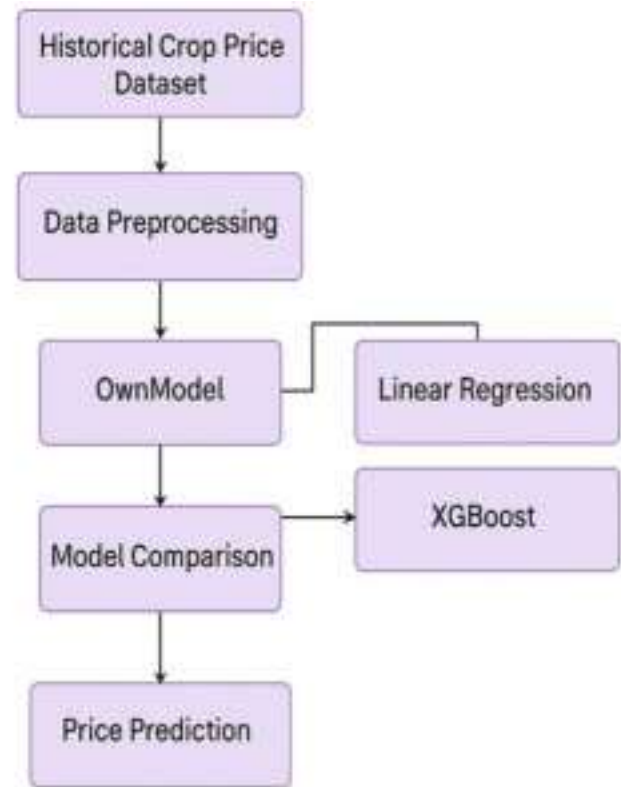 Historical Crop Price
Dataset
Data Preprocessing
OwnModel
Linear Regression
XGBoost
Model Comparison
Price Prediction